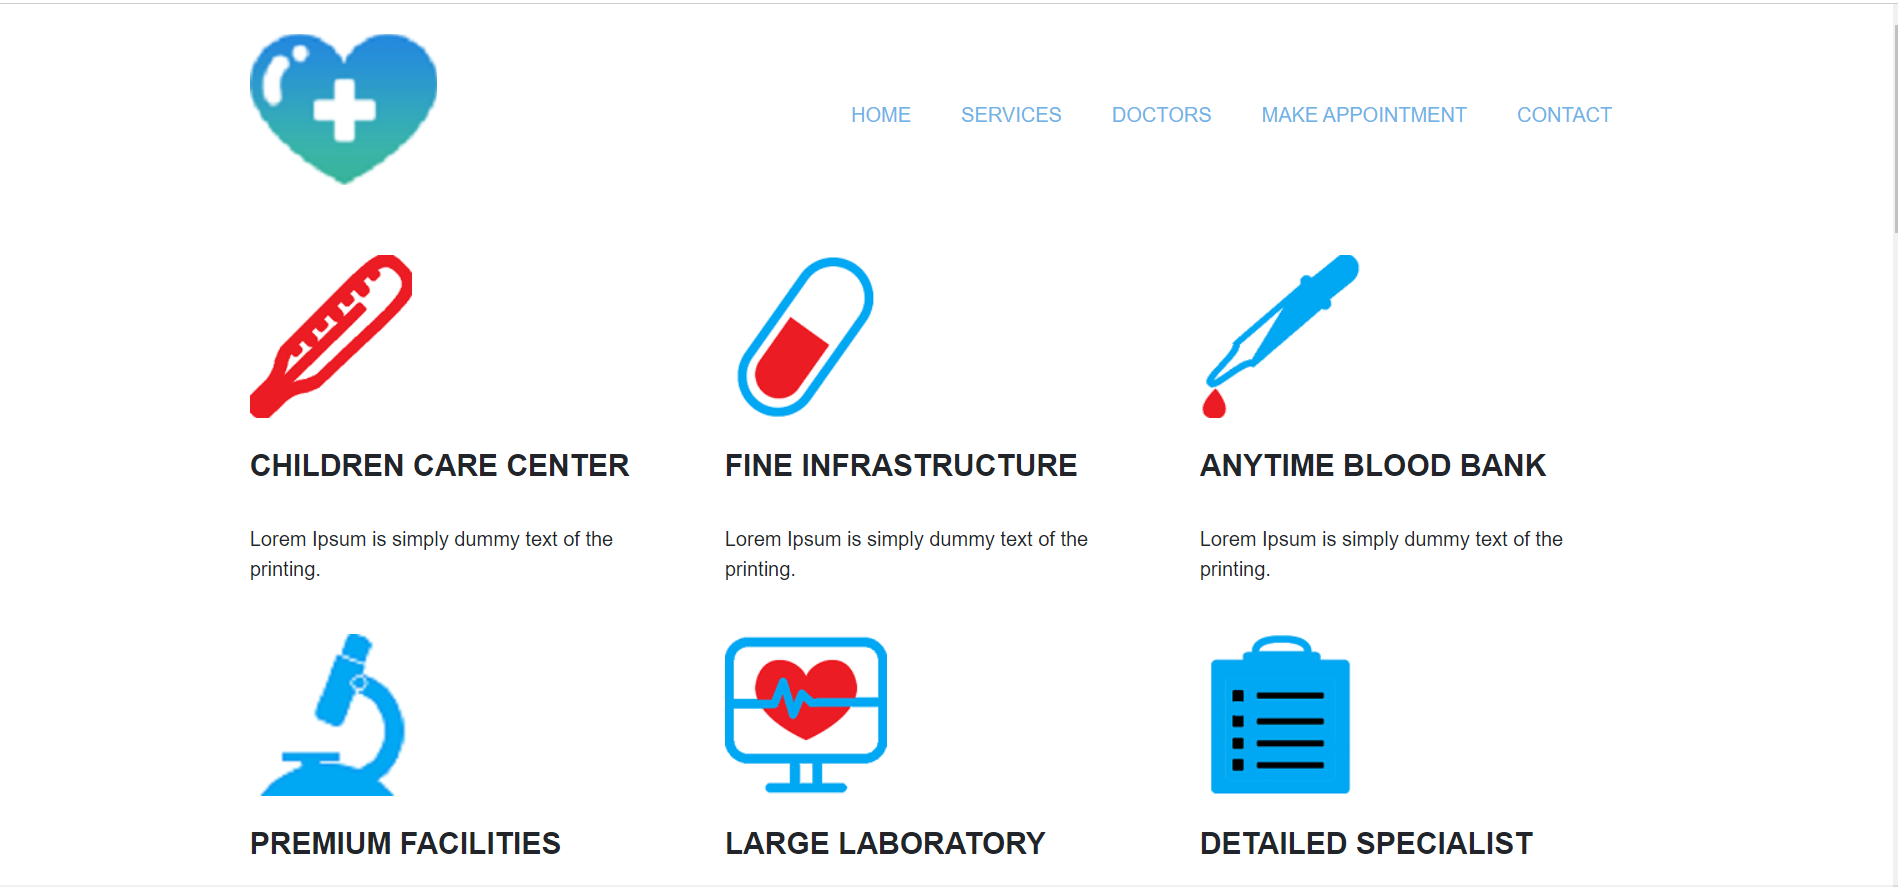 HOME SERVICES DOCTORS MAKE APPOINTMENT CONTACT
CHILDREN CARE CENTER
Lorem Ipsum is simply dummy text of the
printing.
FINE INFRASTRUCTURE
Lorem Ipsum is simply dummy text of the
printing.
ANYTIME BLOOD BANK
Lorem Ipsum is simply dummy text of the
printing.
PREMIUM FACILITIES
LARGE LABORATORY
DETAILED SPECIALIST